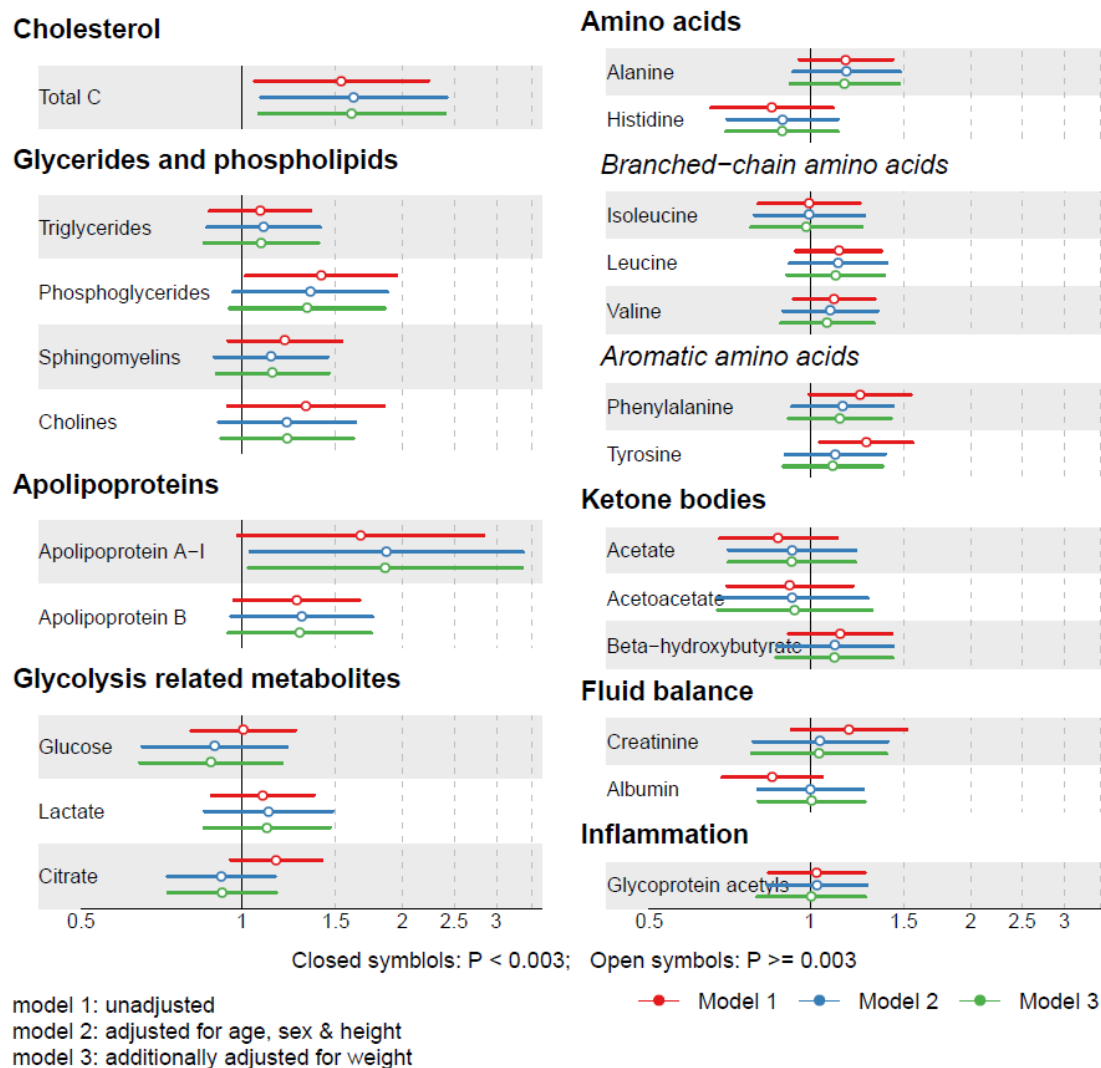 Cholesterol
Total C
Glycerides and phospholipids
Triglycerides
Phosphoglycerides
Sphingomyelins
Cholines
Apolipoproteins
Apolipoprotein A−I
Apolipoprotein B
Glycolysis related metabolites
Glucose
Lactate
Citrate
0.5 1 1.5 2 2.5 3
Amino acids
Alanine
Histidine
Branched−chain amino acids
Isoleucine
Leucine
Valine
Aromatic amino acids
Phenylalanine
Tyrosine
Ketone bodies
Acetate
Acetoacetate
Beta−hydroxybutyrate
Fluid balance
Creatinine
Albumin
Inflammation
Glycoprotein acetyls
0.5 1 1.5 2 2.5 3
Closed symblols: P < 0.003; Open symbols: P >= 0.003
Model 1 Model 2 Model 3
model 1: unadjusted
model 2: adjusted for age, sex & height
model 3: additionally adjusted for weight